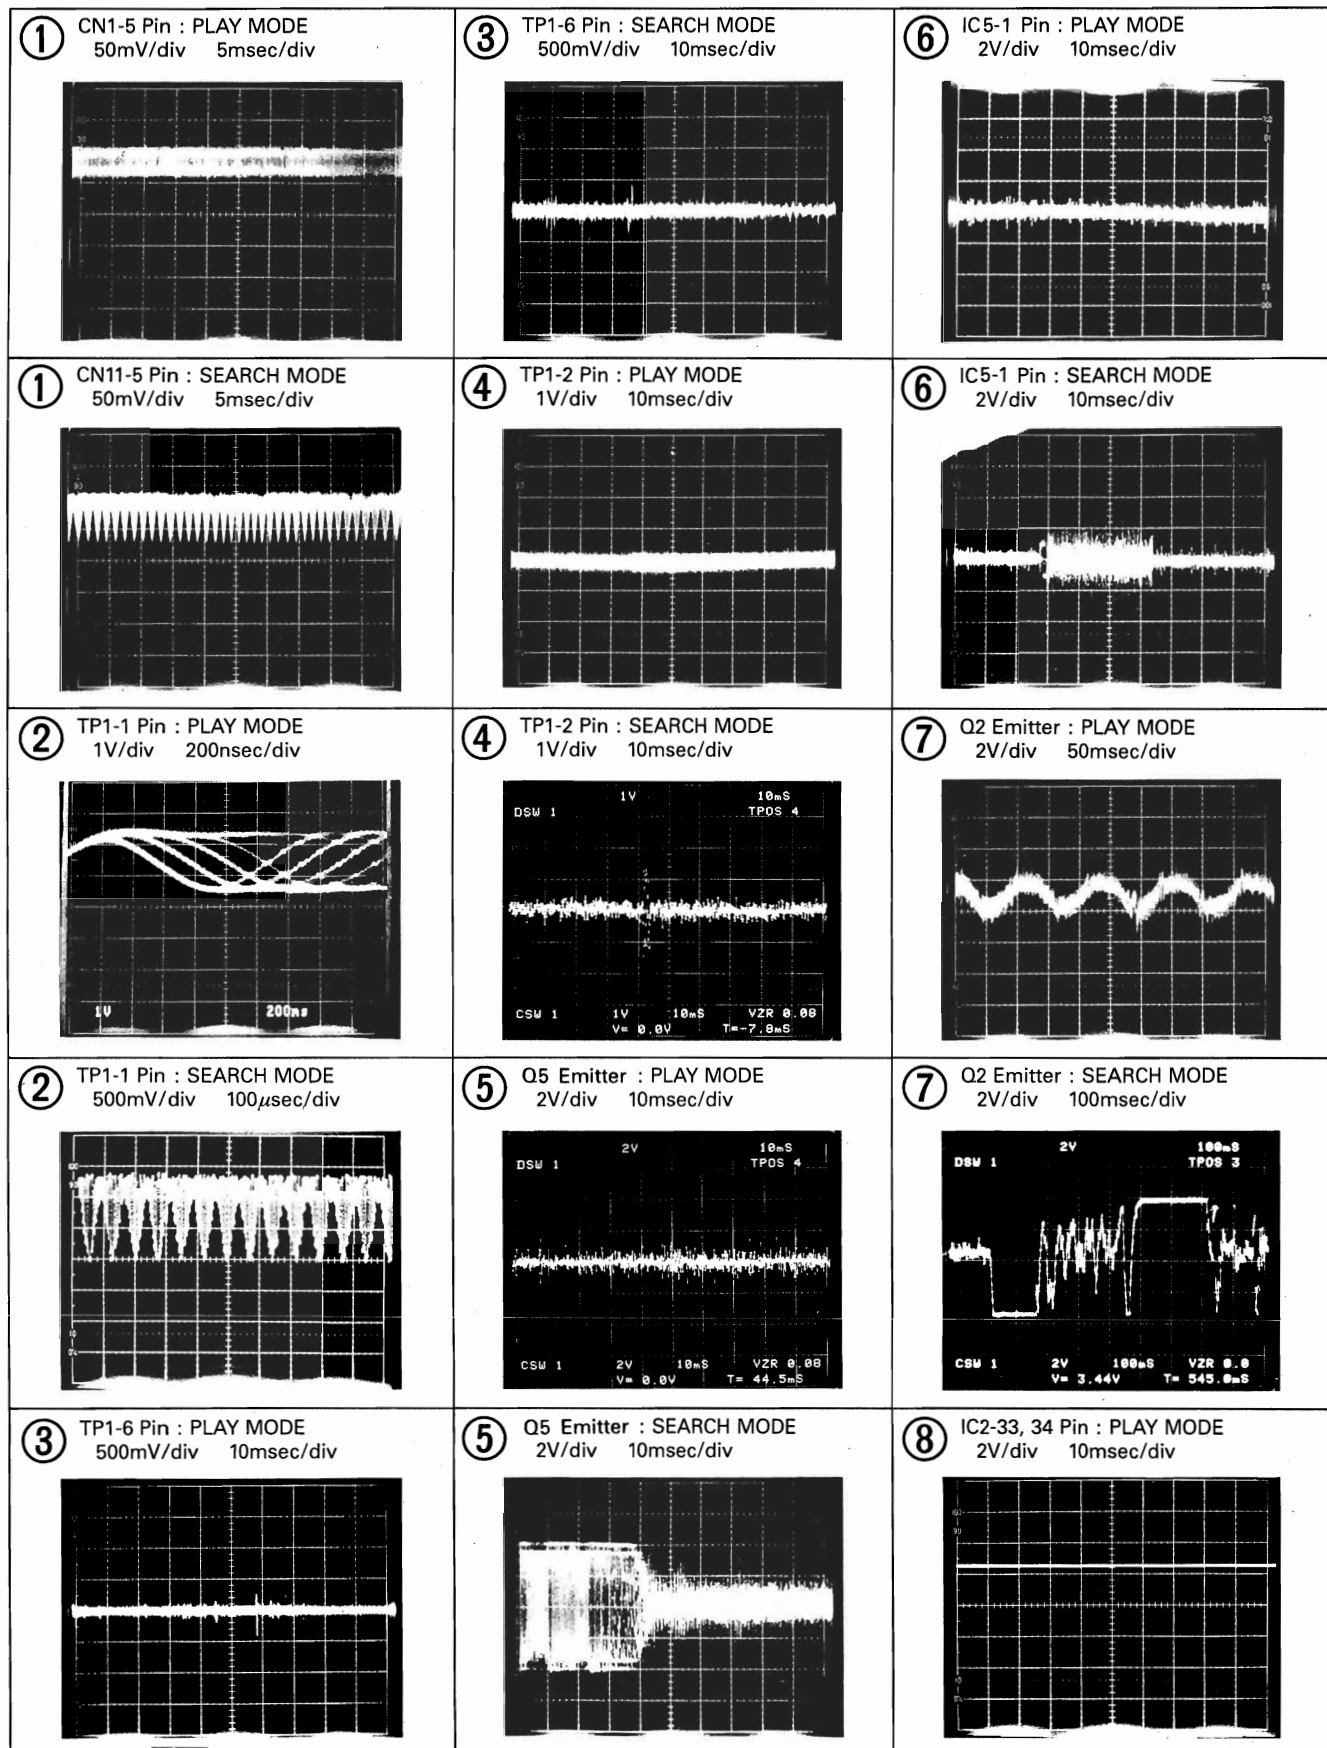 ① CN1-5 Pin : PLAY MODE
50mV/div 5msec/div
① CN11-5 Pin : SEARCH MODE
50mV/div 5msec/div
② TP1-1 Pin : PLAY MODE
1V/div 200nsec/div
1V 200ns
② TP1-1 Pin : SEARCH MODE
500mV/div 100μsec/div
100
90
10
0%
③ TP1-6 Pin : PLAY MODE
500mV/div 10msec/div
③ TP1-6 Pin : SEARCH MODE
500mV/div 10msec/div
④ TP1-2 Pin : PLAY MODE
1V/div 10msec/div
④ TP1-2 Pin : SEARCH MODE
1V/div 10msec/div
1V 10mS
DSW 1 TPOS 4
CSW 1 1V 10mS VZR 0.08
V= 0.0V T=-7.8mS
⑤ Q5 Emitter : PLAY MODE
2V/div 10msec/div
2V 10mS
DSW 1 TPOS 4
CSW 1 2V 10mS VZR 0.08
V= 0.0V T= 44.5mS
⑤ Q5 Emitter : SEARCH MODE
2V/div 10msec/div
⑥ IC5-1 Pin : PLAY MODE
2V/div 10msec/div
⑥ IC5-1 Pin : SEARCH MODE
2V/div 10msec/div
⑦ Q2 Emitter : PLAY MODE
2V/div 50msec/div
⑦ Q2 Emitter : SEARCH MODE
2V/div 100msec/div
2V 100mS
DSW 1 TPOS 3
CSW 1 2V 100mS VZR 0.0
V= 3.44V T= 545.0mS
⑧ IC2-33, 34 Pin : PLAY MODE
2V/div 10msec/div
100
90